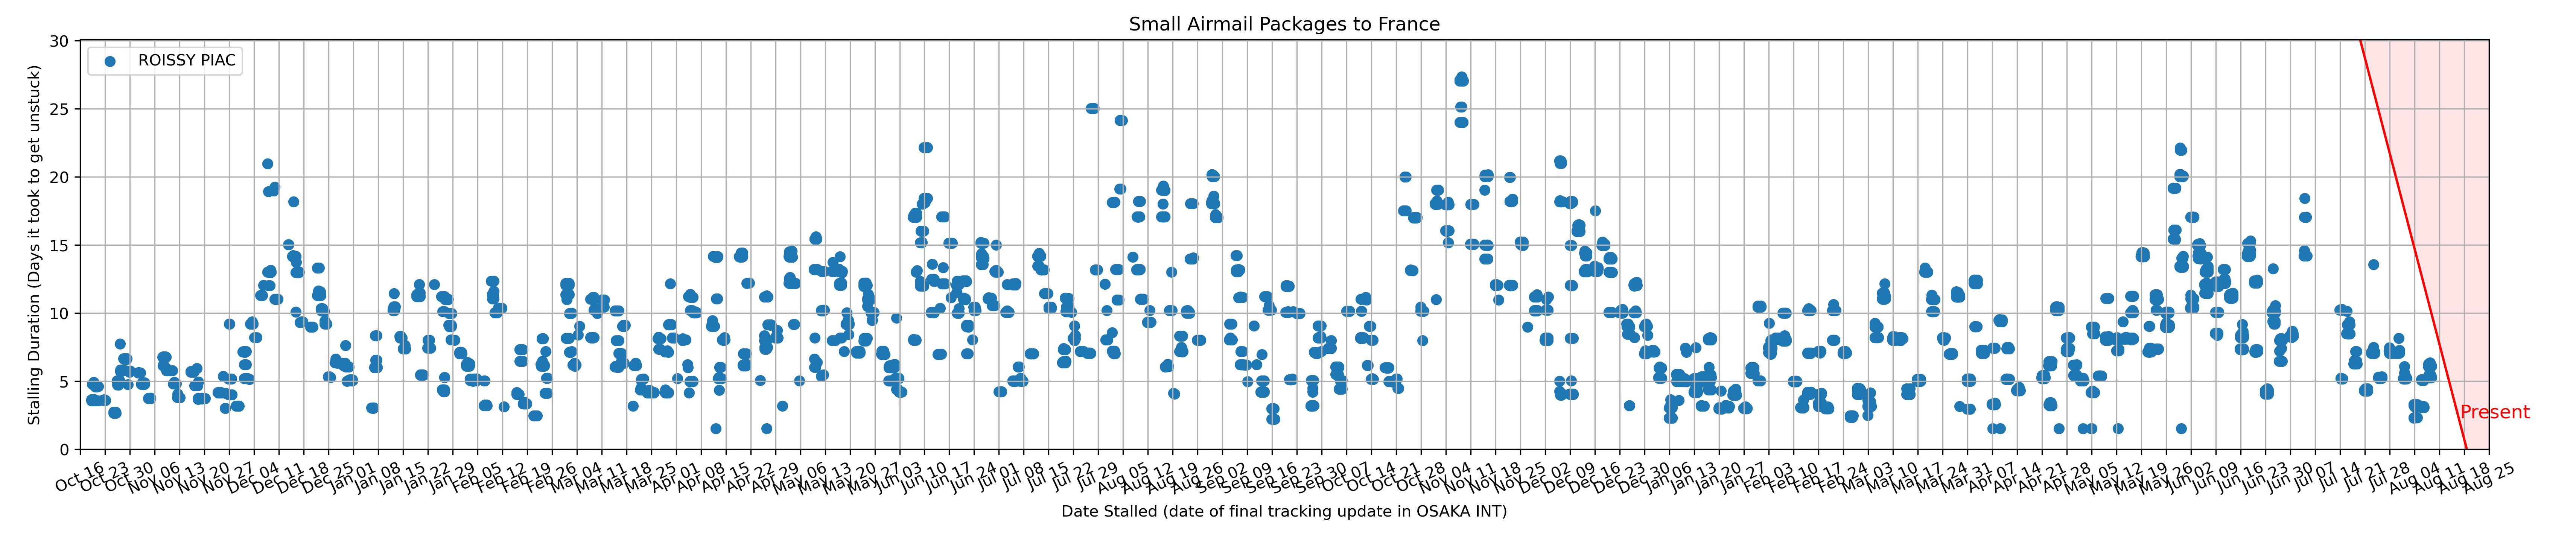 Small Airmail Packages to France
ROISSY PIAC
Stalling Duration (Days it took to get unstuck)
30
25
20
15
10
5
0
Present
Oct 16
Oct 23
Oct 30
Nov 06
Nov 13
Nov 20
Nov 27
Dec 04
Dec 11
Dec 18
Dec 25
Jan 01
Jan 08
Jan 15
Jan 22
Jan 29
Feb 05
Feb 12
Feb 19
Feb 26
Mar 04
Mar 11
Mar 18
Mar 25
Apr 01
Apr 08
Apr 15
Apr 22
Apr 29
May 06
May 13
May 20
May 27
Jun 03
Jun 10
Jun 17
Jun 24
Jul 01
Jul 08
Jul 15
Jul 22
Jul 29
Aug 05
Aug 12
Aug 19
Aug 26
Sep 02
Sep 09
Sep 16
Sep 23
Sep 30
Oct 07
Oct 14
Oct 21
Oct 28
Nov 04
Nov 11
Nov 18
Nov 25
Dec 02
Dec 09
Dec 16
Dec 23
Dec 30
Jan 06
Jan 13
Jan 20
Jan 27
Feb 03
Feb 10
Feb 17
Feb 24
Mar 03
Mar 10
Mar 17
Mar 24
Mar 31
Apr 07
Apr 14
Apr 21
Apr 28
May 05
May 12
May 19
May 26
Jun 02
Jun 09
Jun 16
Jun 23
Jun 30
Jul 07
Jul 14
Jul 21
Jul 28
Aug 04
Aug 11
Aug 18
Aug 25
Date Stalled (date of final tracking update in OSAKA INT)